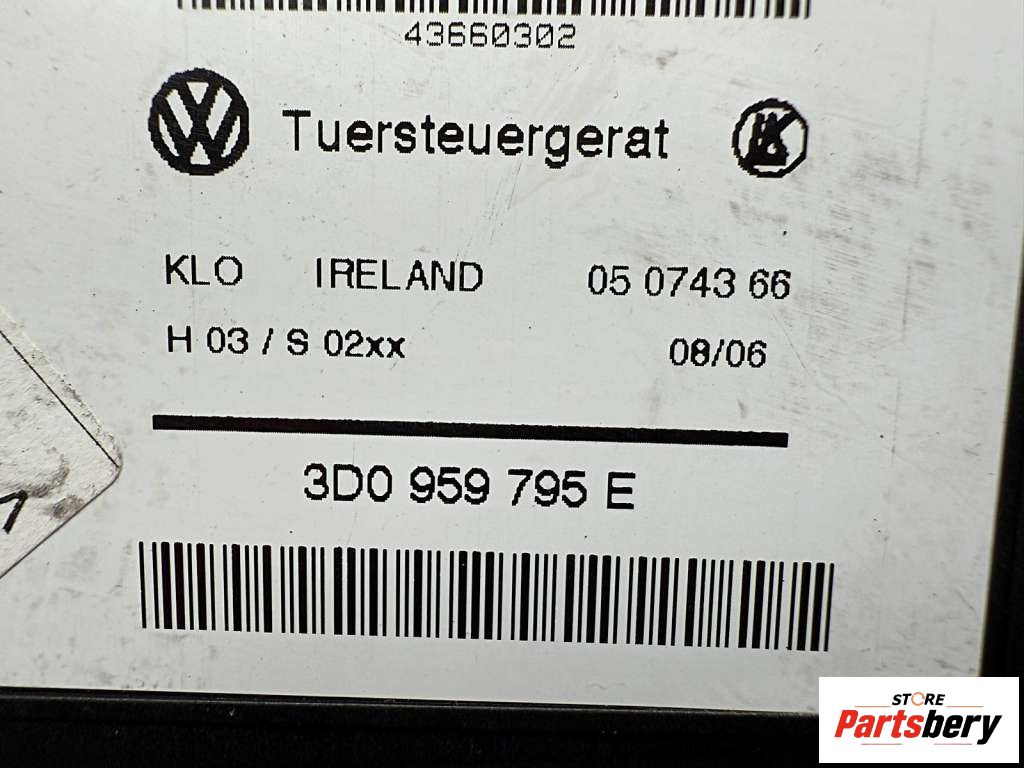 43660302
Tuersteuergerat
KLO IRELAND 05 0743 66
H 03 / S 02xx 08/06
3D0 959 795 E
STORE
Partsbery